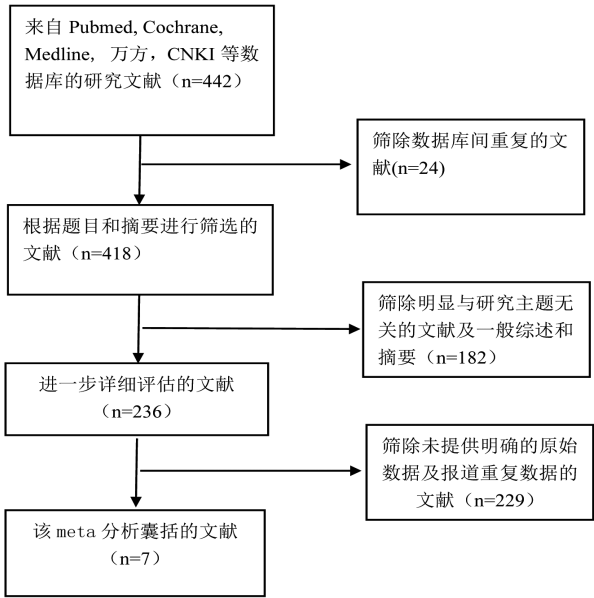 来自 Pubmed, Cochrane,
Medline, 万方，CNKI 等数
据库的研究文献（n=442）
筛除数据库间重复的文
献(n=24)
根据题目和摘要进行筛选的
文献（n=418）
筛除明显与研究主题无
关的文献及一般综述和
摘要（n=182）
进一步详细评估的文献
（n=236）
筛除未提供明确的原始
数据及报道重复数据的
文献（n=229）
该 meta 分析囊括的文献
（n=7）